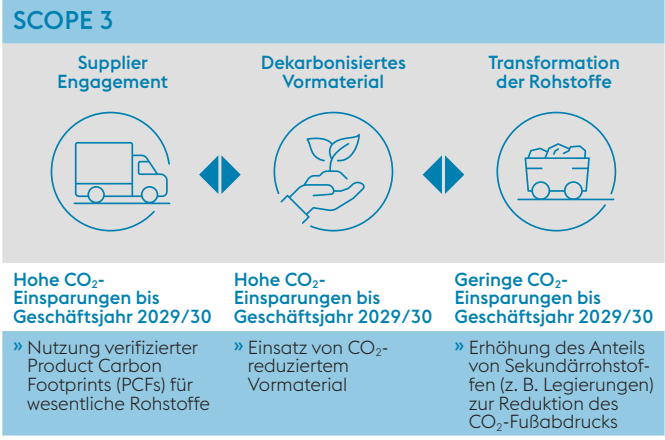 SCOPE 3
Supplier
Engagement
Dekarbonisiertes
Vormaterial
Transformation
der Rohstoffe
Hohe CO₂-
Einsparungen bis
Geschäftsjahr 2029/30
Hohe CO₂-
Einsparungen bis
Geschäftsjahr 2029/30
Geringe CO₂-
Einsparungen bis
Geschäftsjahr 2029/30
» Nutzung verifizierter
Product Carbon
Footprints (PCFs) für
wesentliche Rohstoffe
» Einsatz von CO₂-
reduziertem
Vormaterial
» Erhöhung des Anteils
von Sekundärrohstof-
fen (z. B. Legierungen)
zur Reduktion des
CO₂-Fußabdrucks